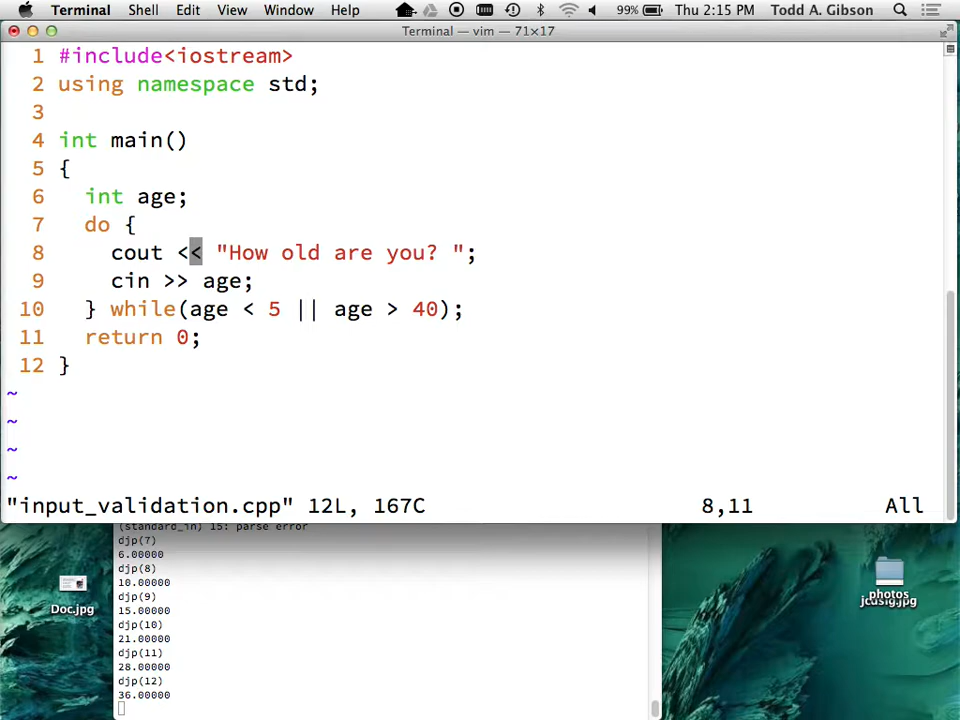 Terminal Shell Edit View Window Help 99% Thu 2:15 PM Todd A. Gibson
Terminal — vim — 71×17
1 #include<iostream>
2 using namespace std;
3
4 int main()
5 {
6   int age;
7   do {
8     cout << "How old are you? ";
9     cin >> age;
10   } while(age < 5 || age > 40);
11   return 0;
12 }
~
~
~
~
"input_validation.cpp" 12L, 167C 8,11 All
(standard_in) 15: parse error
djp(7)
6.00000
djp(8)
10.00000
djp(9)
15.00000
djp(10)
21.00000
djp(11)
28.00000
djp(12)
36.00000
Doc.jpg
photos